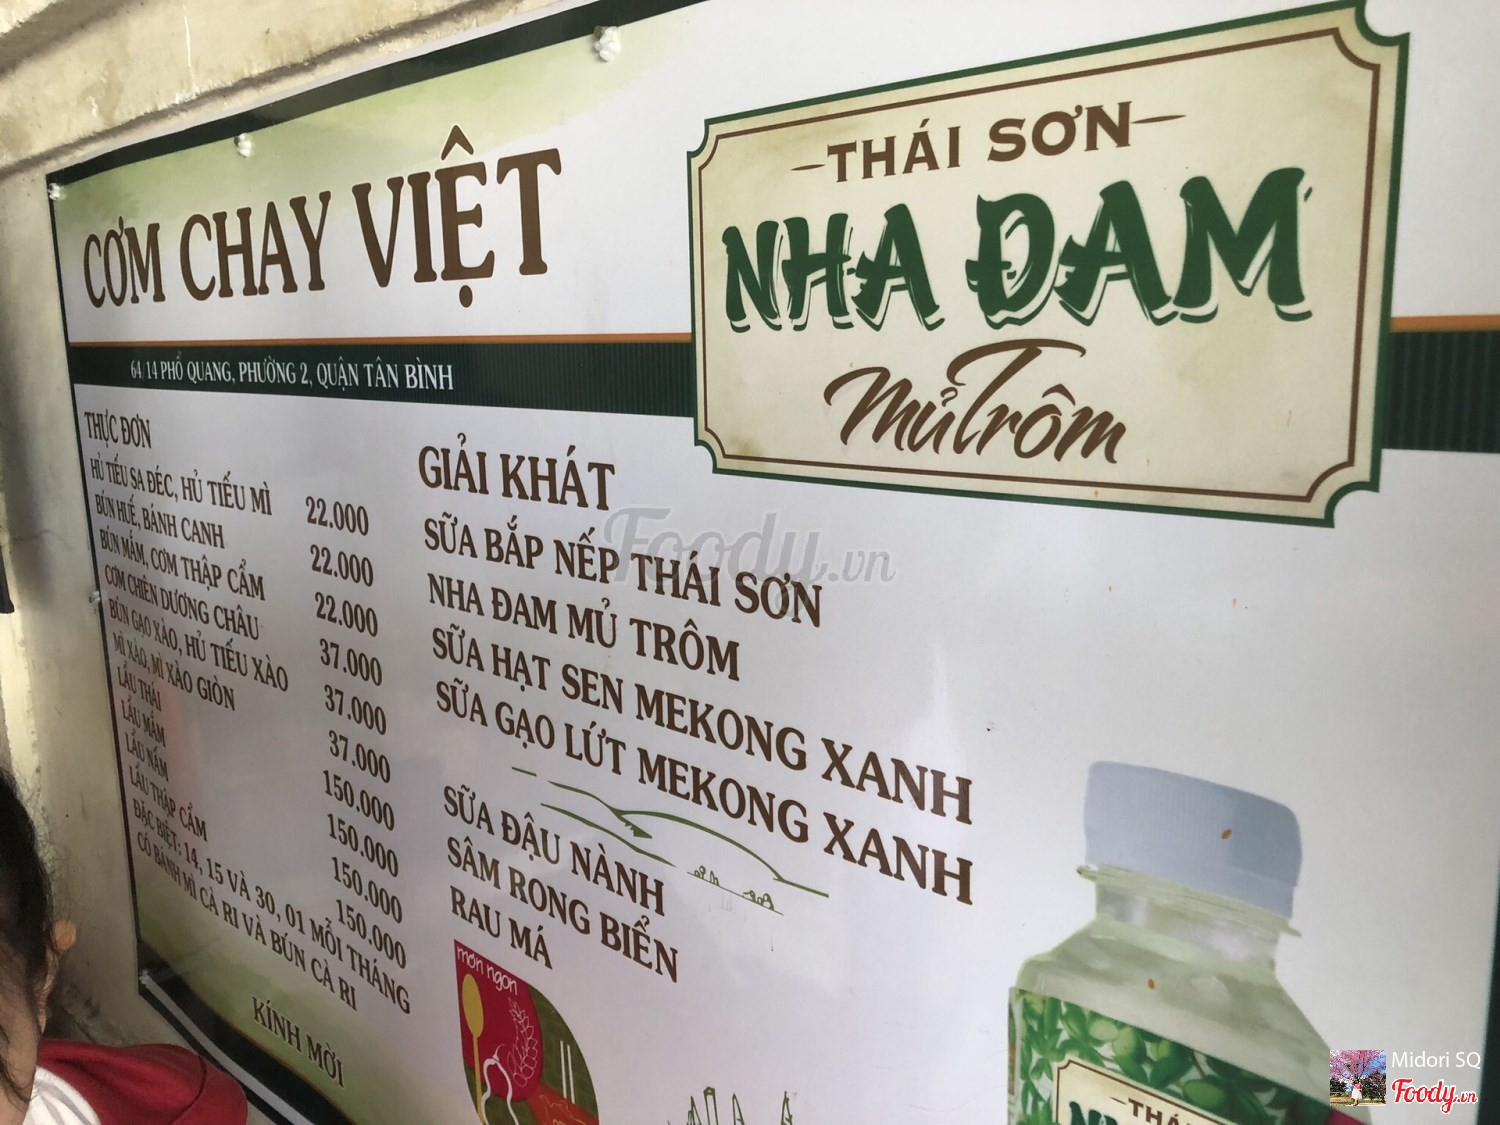 CƠM CHAY VIỆT
64/14 PHỔ QUANG, PHƯỜNG 2, QUẬN TÂN BÌNH
THÁI SƠN
NHA ĐAM
Mủ Trôm
THỰC ĐƠN
HỦ TIẾU SA ĐÉC, HỦ TIẾU MÌ 22.000
BÚN HUẾ, BÁNH CANH 22.000
BÚN MẮM, CƠM THẬP CẨM 22.000
CƠM CHIÊN DƯƠNG CHÂU 37.000
BÚN GẠO XÀO, HỦ TIẾU XÀO 37.000
MÌ XÀO, MÌ XÀO GIÒN 37.000
LẨU THÁI 150.000
LẨU MẮM 150.000
LẨU NẤM 150.000
LẨU THẬP CẨM 150.000
ĐẶC BIỆT: 14, 15 VÀ 30, 01 MỖI THÁNG
CÓ BÁNH MÌ CÀ RI VÀ BÚN CÀ RI
KÍNH MỜI
GIẢI KHÁT
SỮA BẮP NẾP THÁI SƠN
NHA ĐAM MỦ TRÔM
SỮA HẠT SEN MEKONG XANH
SỮA GẠO LỨT MEKONG XANH
SỮA ĐẬU NÀNH
SÂM RONG BIỂN
RAU MÁ
món ngon
Foody.vn
Midori SQ
Foody.vn